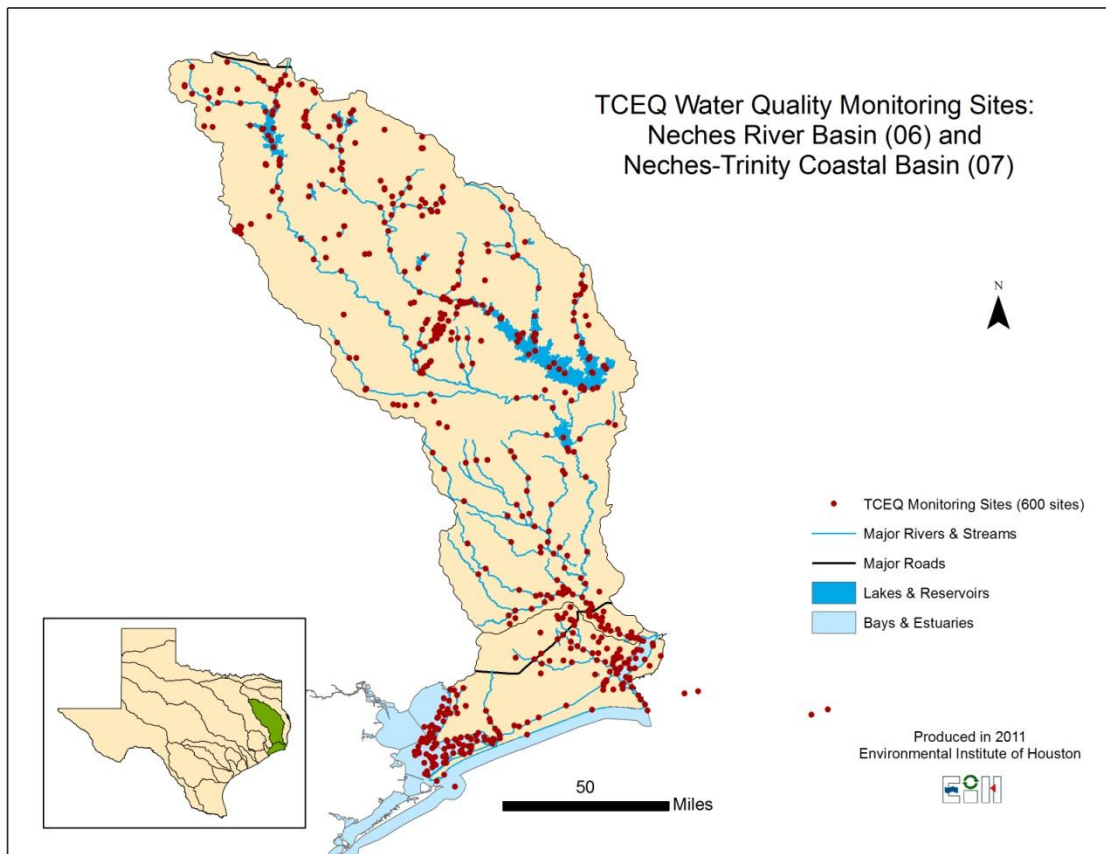 TCEQ Water Quality Monitoring Sites:
Neches River Basin (06) and
Neches-Trinity Coastal Basin (07)
N
TCEQ Monitoring Sites (600 sites)
Major Rivers & Streams
Major Roads
Lakes & Reservoirs
Bays & Estuaries
50
Miles
Produced in 2011
Environmental Institute of Houston
EIH